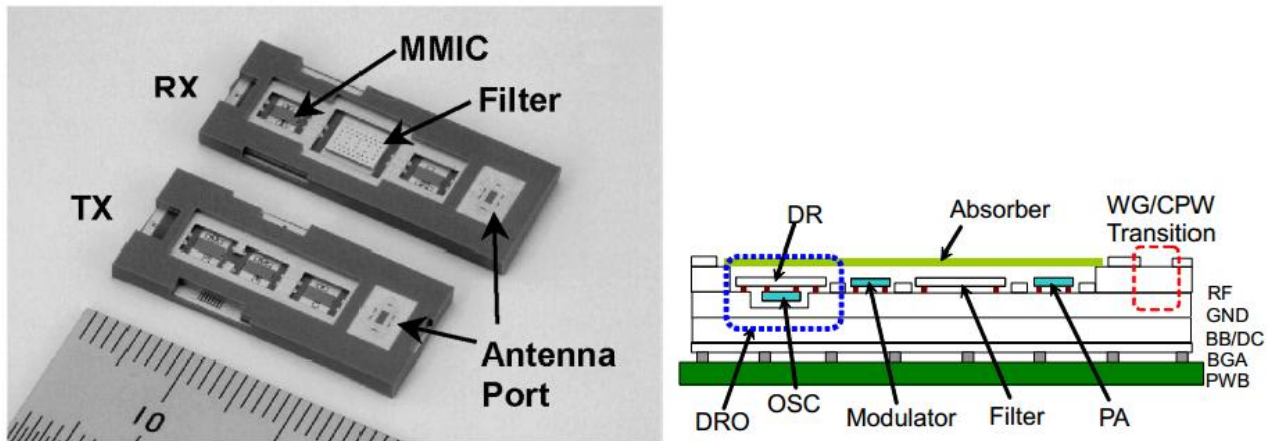 MMIC
RX
Filter
TX
Antenna
Port
10
DR
Absorber
WG/CPW
Transition
RF
GND
BB/DC
BGA
PWB
DRO
OSC
Modulator
Filter
PA